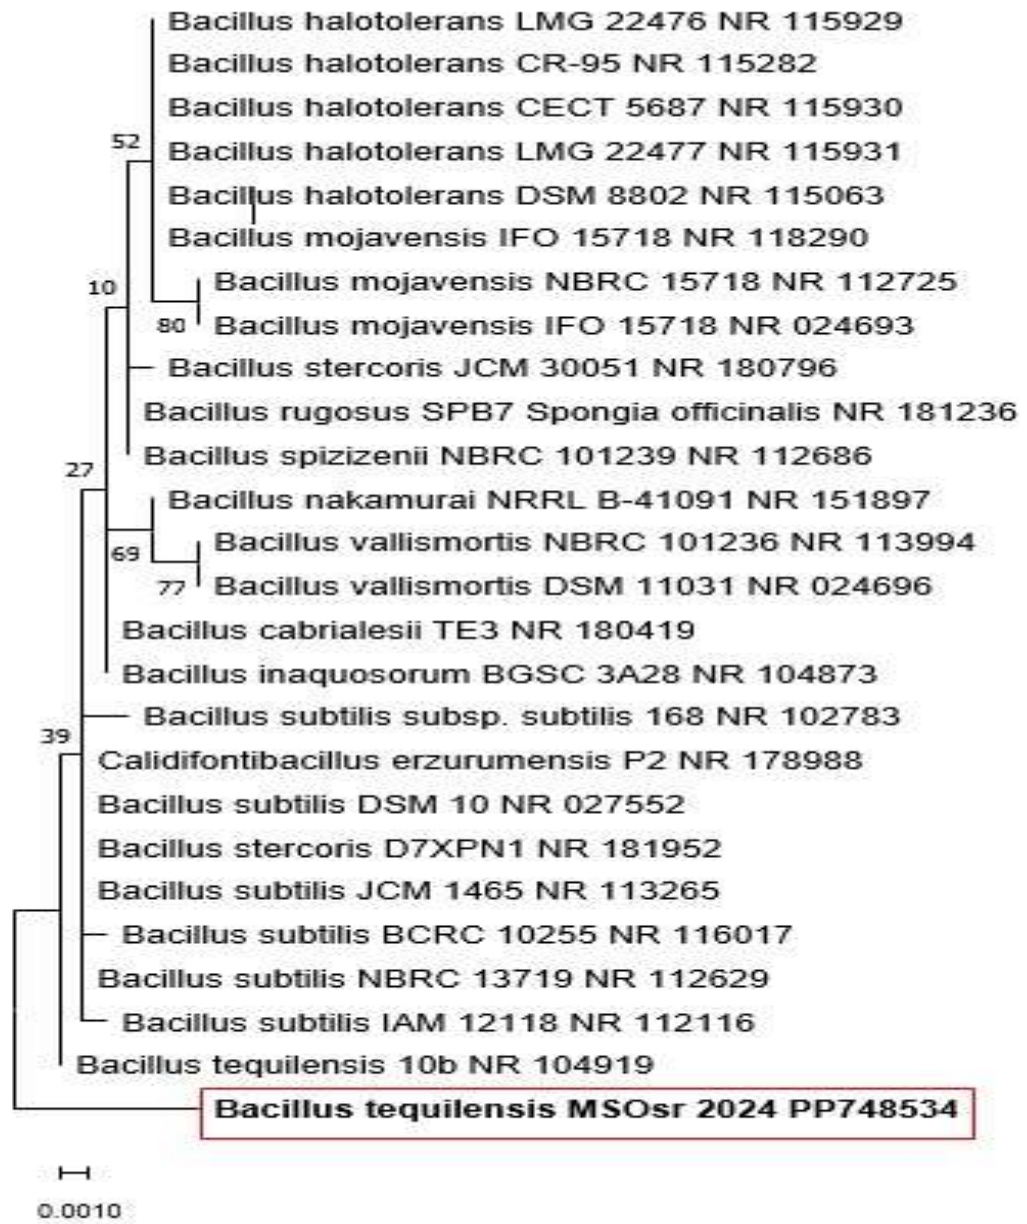 Bacillus halotolerans LMG 22476 NR 115929
Bacillus halotolerans CR-95 NR 115282
Bacillus halotolerans CECT 5687 NR 115930
52
Bacillus halotolerans LMG 22477 NR 115931
Bacillus halotolerans DSM 8802 NR 115063
Bacillus mojavensis IFO 15718 NR 118290
10
Bacillus mojavensis NBRC 15718 NR 112725
80
Bacillus mojavensis IFO 15718 NR 024693
Bacillus stercoris JCM 30051 NR 180796
Bacillus rugosus SPB7 Spongia officinalis NR 181236
Bacillus spizizenii NBRC 101239 NR 112686
27
Bacillus nakamurai NRRL B-41091 NR 151897
Bacillus vallismortis NBRC 101236 NR 113994
69
77
Bacillus vallismortis DSM 11031 NR 024696
Bacillus cabrialesii TE3 NR 180419
Bacillus inaquosorum BGSC 3A28 NR 104873
Bacillus subtilis subsp. subtilis 168 NR 102783
39
Calidifontibacillus erzurumensis P2 NR 178988
Bacillus subtilis DSM 10 NR 027552
Bacillus stercoris D7XPN1 NR 181952
Bacillus subtilis JCM 1465 NR 113265
Bacillus subtilis BCRC 10255 NR 116017
Bacillus subtilis NBRC 13719 NR 112629
Bacillus subtilis IAM 12118 NR 112116
Bacillus tequilensis 10b NR 104919
Bacillus tequilensis MSOsr 2024 PP748534
0.0010